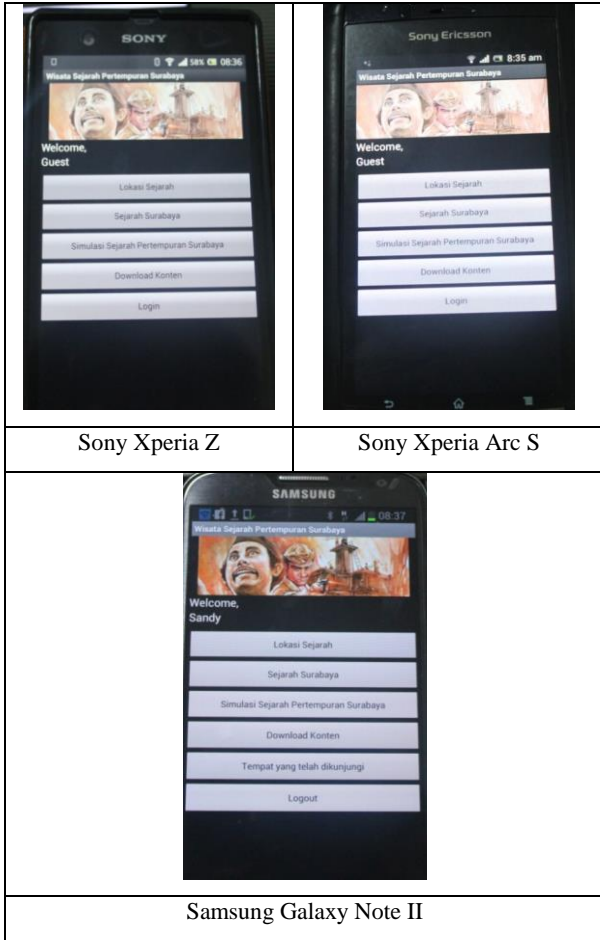 SONY
58% 08:36
Wisata Sejarah Pertempuran Surabaya
Welcome,
Guest
Lokasi Sejarah
Sejarah Surabaya
Simulasi Sejarah Pertempuran Surabaya
Download Konten
Login
Sony Ericsson
8:35 am
Wisata Sejarah Pertempuran Surabaya
Welcome,
Guest
Lokasi Sejarah
Sejarah Surabaya
Simulasi Sejarah Pertempuran Surabaya
Download Konten
Login
Sony Xperia Z
Sony Xperia Arc S
SAMSUNG
08:37
Wisata Sejarah Pertempuran Surabaya
Welcome,
Sandy
Lokasi Sejarah
Sejarah Surabaya
Simulasi Sejarah Pertempuran Surabaya
Download Konten
Tempat yang telah dikunjungi
Logout
Samsung Galaxy Note II